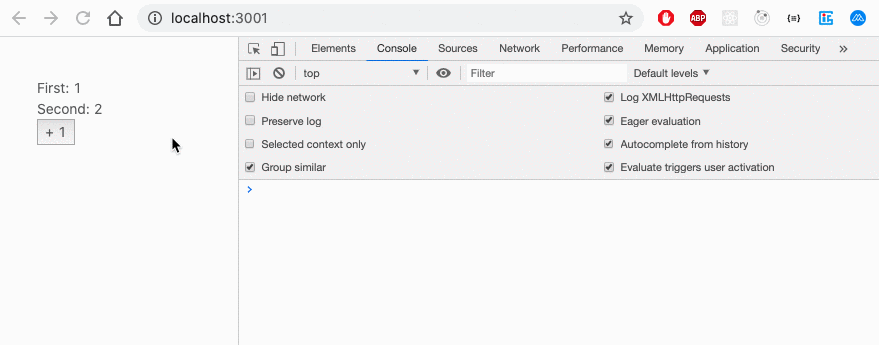 localhost:3001
ABP
First: 1
Second: 2
+ 1
Elements Console Sources Network Performance Memory Application Security »
top Filter Default levels
Hide network Log XMLHttpRequests
Preserve log Eager evaluation
Selected context only Autocomplete from history
Group similar Evaluate triggers user activation